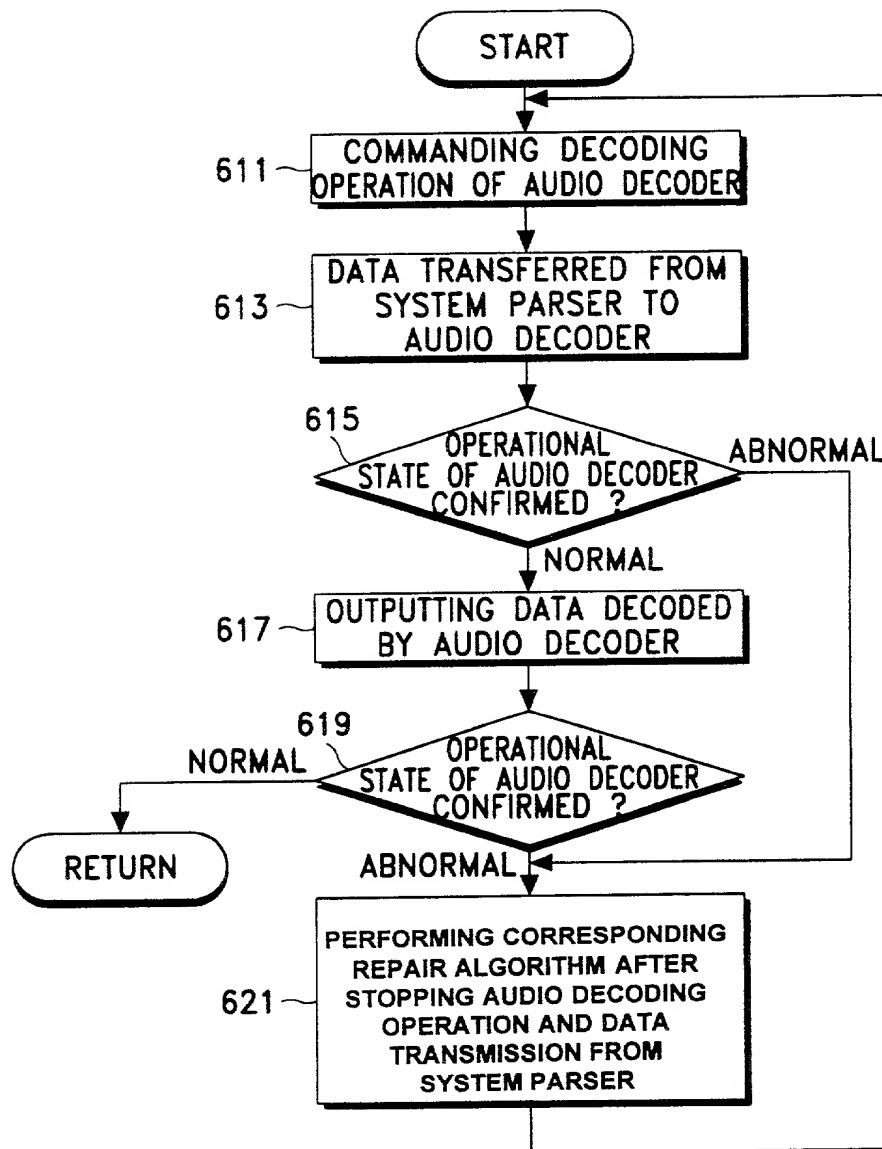 START
611
COMMANDING DECODING
OPERATION OF AUDIO DECODER
613
DATA TRANSFERRED FROM
SYSTEM PARSER TO
AUDIO DECODER
615
OPERATIONAL
STATE OF AUDIO DECODER
CONFIRMED ?
ABNORMAL
NORMAL
617
OUTPUTTING DATA DECODED
BY AUDIO DECODER
619
OPERATIONAL
STATE OF AUDIO DECODER
CONFIRMED ?
NORMAL
RETURN
ABNORMAL
621
PERFORMING CORRESPONDING
REPAIR ALGORITHM AFTER
STOPPING AUDIO DECODING
OPERATION AND DATA
TRANSMISSION FROM
SYSTEM PARSER